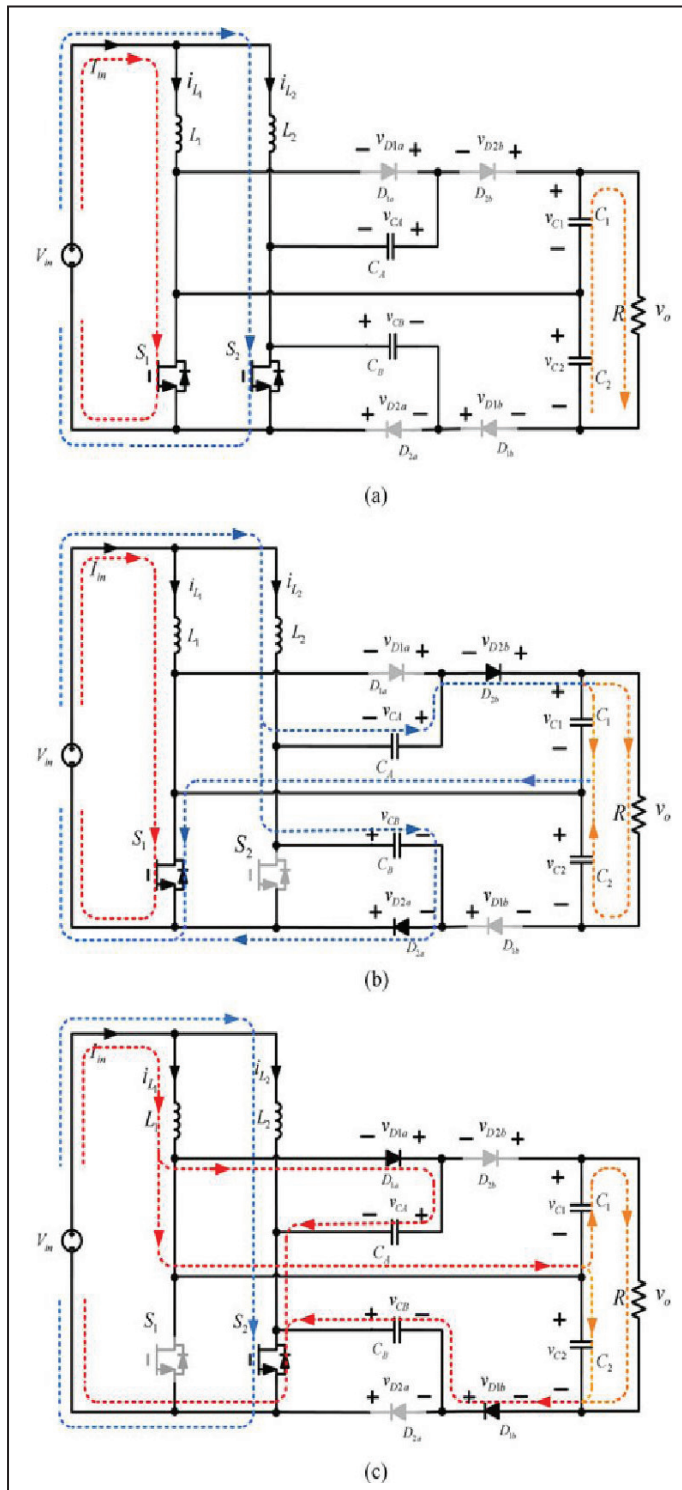 I_in
i_L1
i_L2
L_1
L_2
− v_D1a +
− v_D2b +
D_1a
D_2b
− v_CA +
C_A
+
v_C1
C_1
−
V_in
+ v_CB −
C_B
R
v_o
S_1
S_2
+
v_C2
C_2
−
+ v_D2a −
+ v_D1b −
D_2a
D_1b
(a)
I_in
i_L1
i_L2
L_1
L_2
− v_D1a +
− v_D2b +
D_1a
D_2b
− v_CA +
C_A
+
v_C1
C_1
−
V_in
+ v_CB −
C_B
R
v_o
S_1
S_2
+
v_C2
C_2
−
+ v_D2a −
+ v_D1b −
D_2a
D_1b
(b)
I_in
i_L1
i_L2
L_1
L_2
− v_D1a +
− v_D2b +
D_1a
D_2b
− v_CA +
C_A
+
v_C1
C_1
−
V_in
+ v_CB −
C_B
R
v_o
S_1
S_2
+
v_C2
C_2
−
+ v_D2a −
+ v_D1b −
D_2a
D_1b
(c)